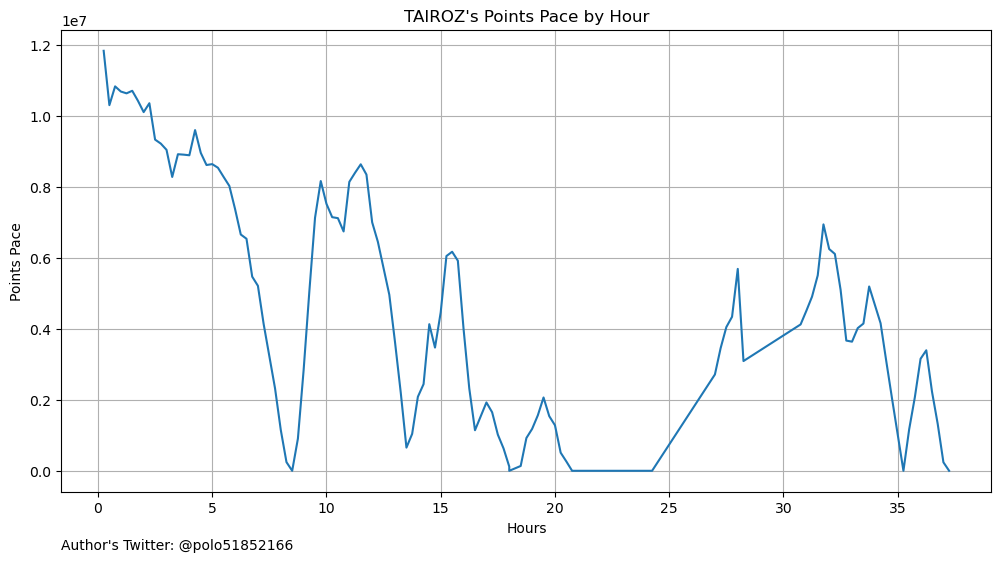 TAIROZ's Points Pace by Hour
1e7
1.2
1.0
0.8
0.6
0.4
0.2
0.0
Points Pace
0 5 10 15 20 25 30 35
Hours
Author's Twitter: @polo51852166